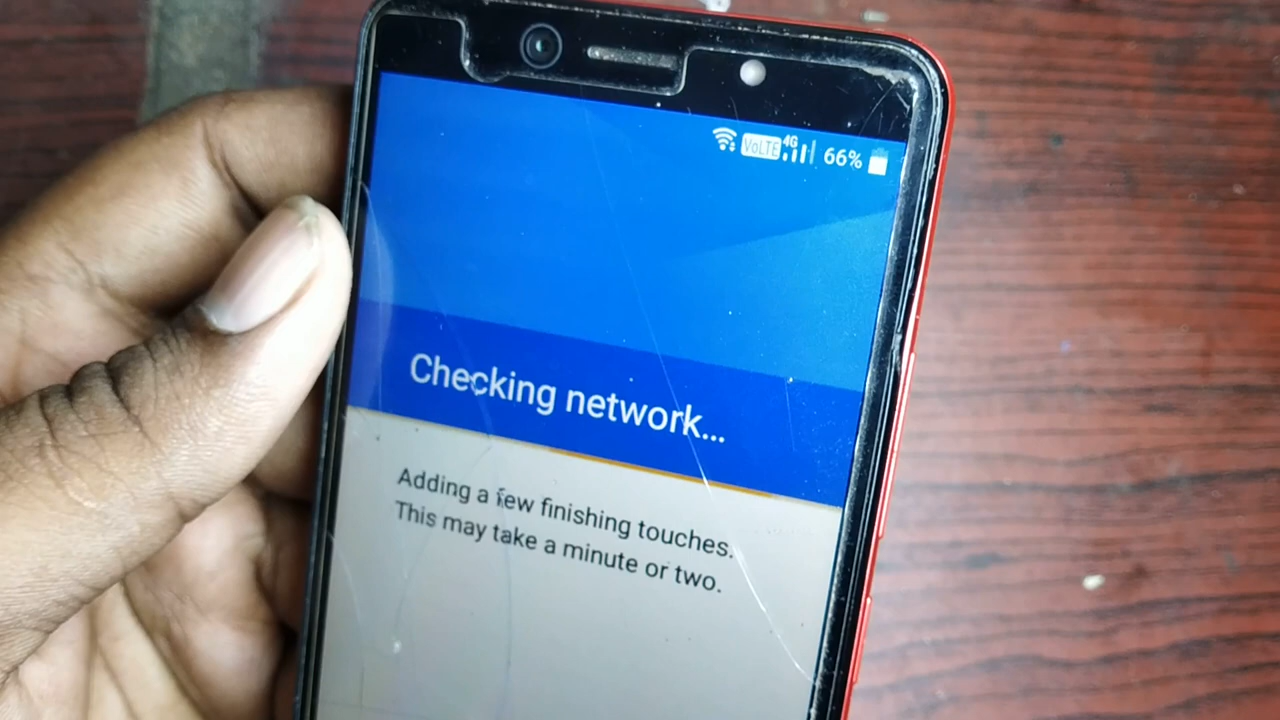 VoLTE 4G 66%
Checking network...
Adding a few finishing touches.
This may take a minute or two.